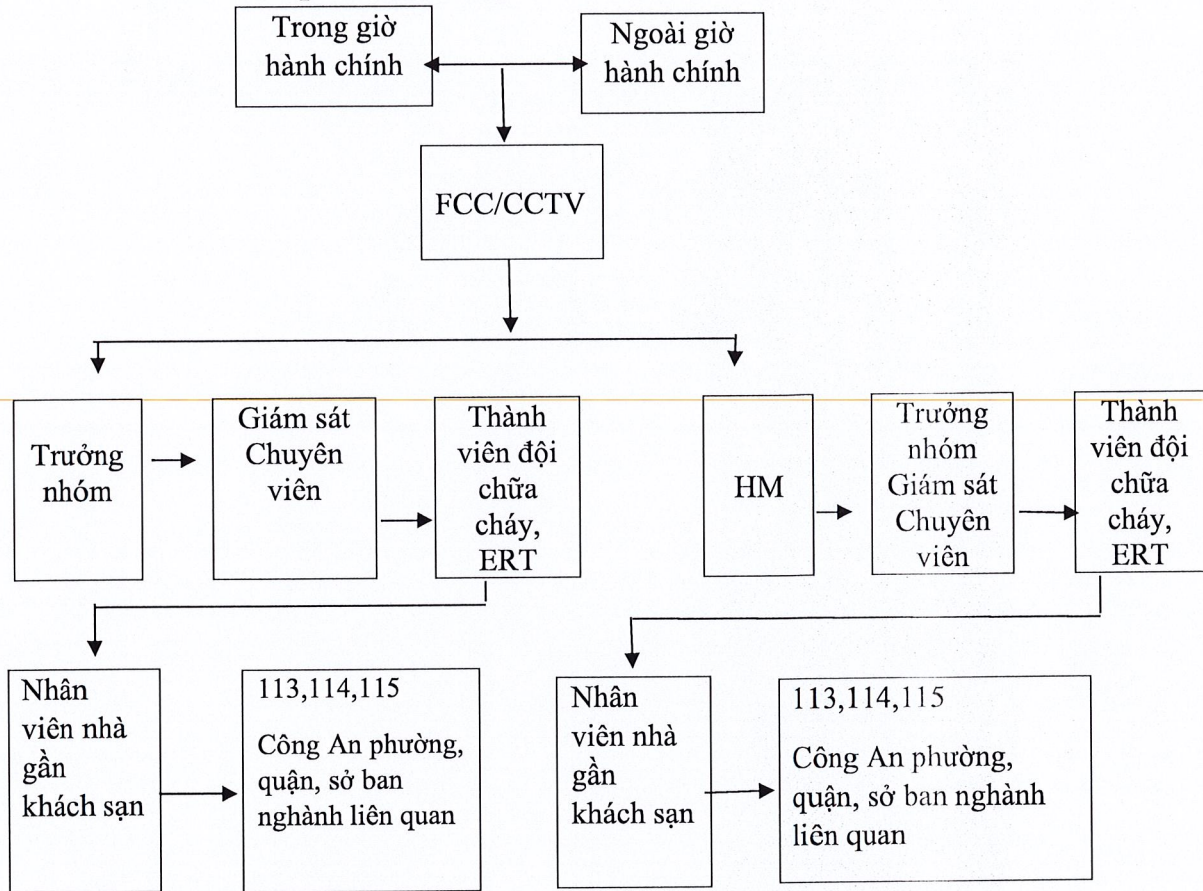 Trong giờ
hành chính
Ngoài giờ
hành chính
FCC/CCTV
Trưởng
nhóm
Giám sát
Chuyên
viên
Thành
viên đội
chữa
cháy,
ERT
HM
Trưởng
nhóm
Giám sát
Chuyên
viên
Thành
viên đội
chữa
cháy,
ERT
Nhân
viên nhà
gần
khách sạn
113,114,115
Công An phường,
quận, sở ban
nghành liên quan
Nhân
viên nhà
gần
khách sạn
113,114,115
Công An phường,
quận, sở ban nghành
liên quan